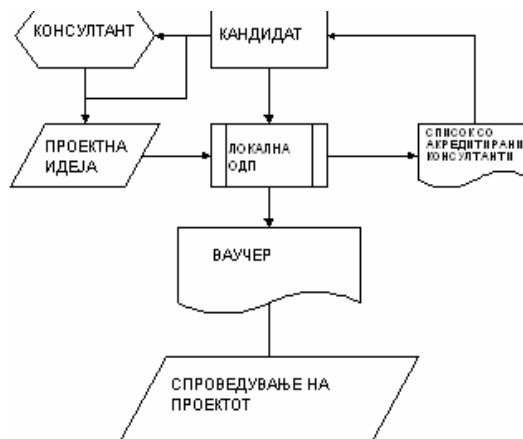 КОНСУЛТАНТ
КАНДИДАТ
ПРОЕКТНА
ИДЕЈА
ЛОКАЛНА
ОДП
СПИСОК СО
АКРЕДИТИРАНИ
КОНСУЛТАНТИ
ВАУЧЕР
СПРОВЕДУВАЊЕ НА
ПРОЕКТОТ